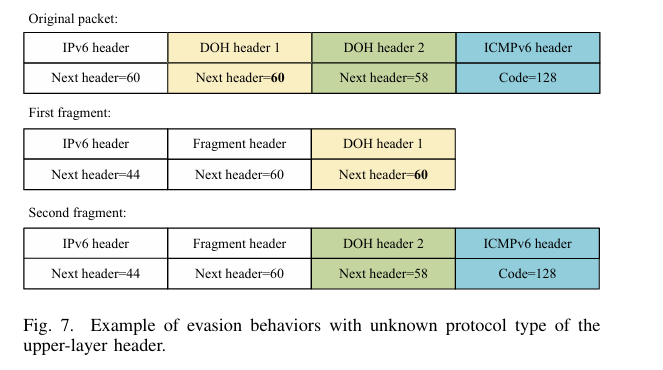 Original packet:
IPv6 header DOH header 1 DOH header 2 ICMPv6 header
Next header=60 Next header=60 Next header=58 Code=128
First fragment:
IPv6 header Fragment header DOH header 1
Next header=44 Next header=60 Next header=60
Second fragment:
IPv6 header Fragment header DOH header 2 ICMPv6 header
Next header=44 Next header=60 Next header=58 Code=128
Fig. 7. Example of evasion behaviors with unknown protocol type of the
upper-layer header.